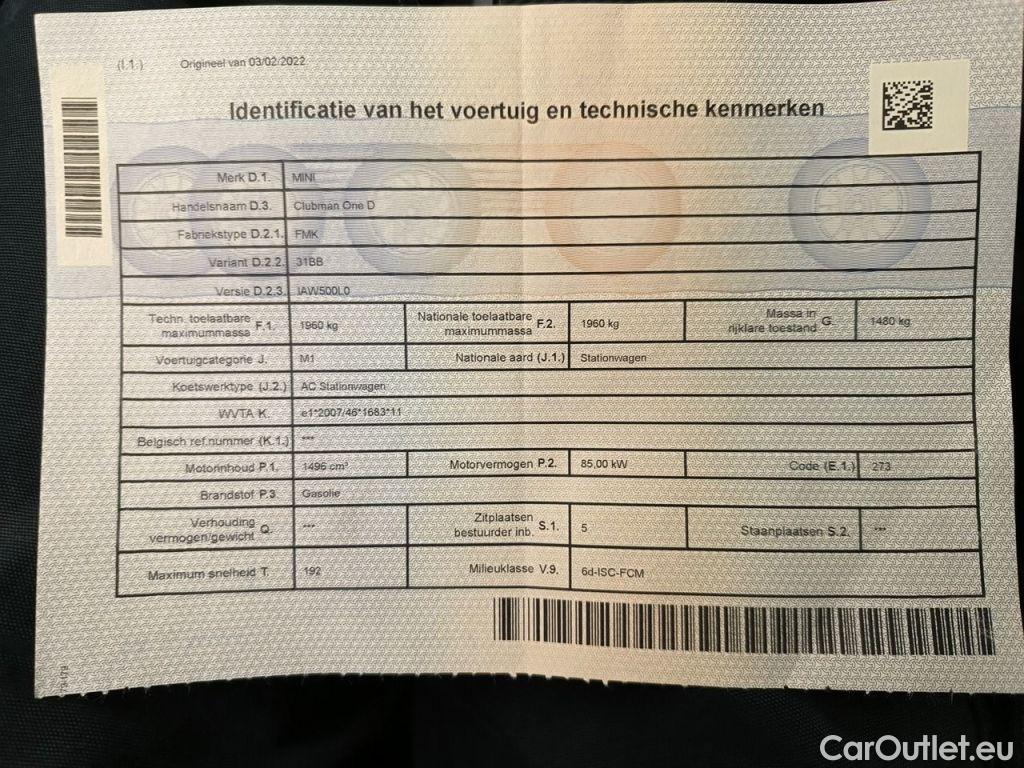 (I.1.) Origineel van 03/02/2022
Identificatie van het voertuig en technische kenmerken
Merk D.1. MINI
Handelsnaam D.3. Clubman One D
Fabriekstype D.2.1. FMK
Variant D.2.2. 31BB
Versie D.2.3. IAW500L0
Techn. toelaatbare maximummassa F.1. 1960 kg Nationale toelaatbare maximummassa F.2. 1960 kg Massa in rijklare toestand G. 1480 kg
Voertuigcategorie J. M1 Nationale aard (J.1.) Stationwagen
Koetswerktype (J.2.) AC Stationwagen
WVTA K. e1*2007/46*1683*11
Belgisch ref.nummer (K.1.) ***
Motorinhoud P.1. 1496 cm³ Motorvermogen P.2. 85,00 kW Code (E.1.) 273
Brandstof P.3. Gasolie
Verhouding vermogen/gewicht Q. *** Zitplaatsen bestuurder inb. S.1. 5 Staanplaatsen S.2. ***
Maximum snelheid T. 192 Milieuklasse V.9. 6d-ISC-FCM
CarOutlet.eu